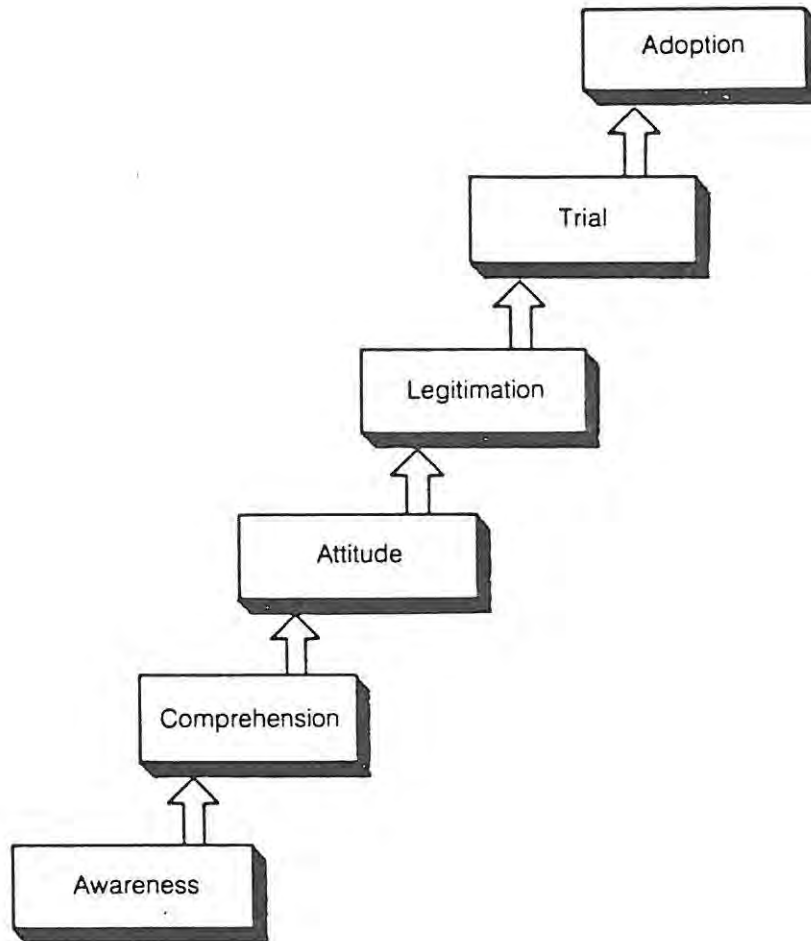 Adoption
Trial
Legitimation
Attitude
Comprehension
Awareness